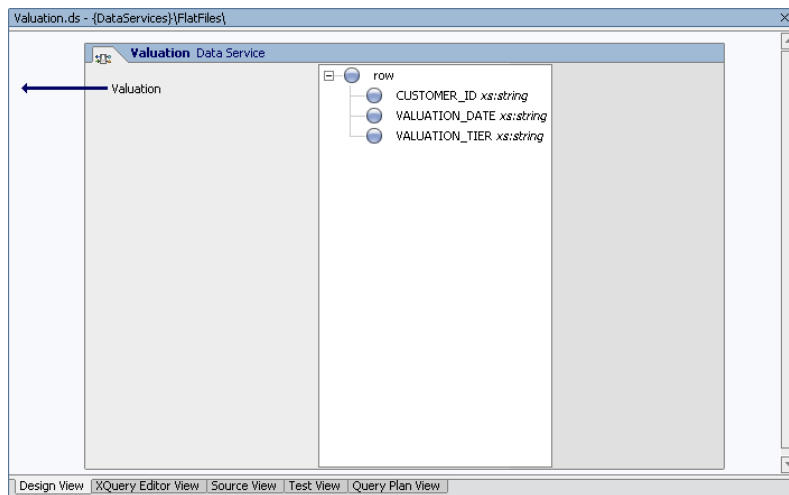 Valuation.ds - {DataServices}\FlatFiles\
Valuation Data Service
Valuation
row
CUSTOMER_ID xs:string
VALUATION_DATE xs:string
VALUATION_TIER xs:string
Design View XQuery Editor View Source View Test View Query Plan View